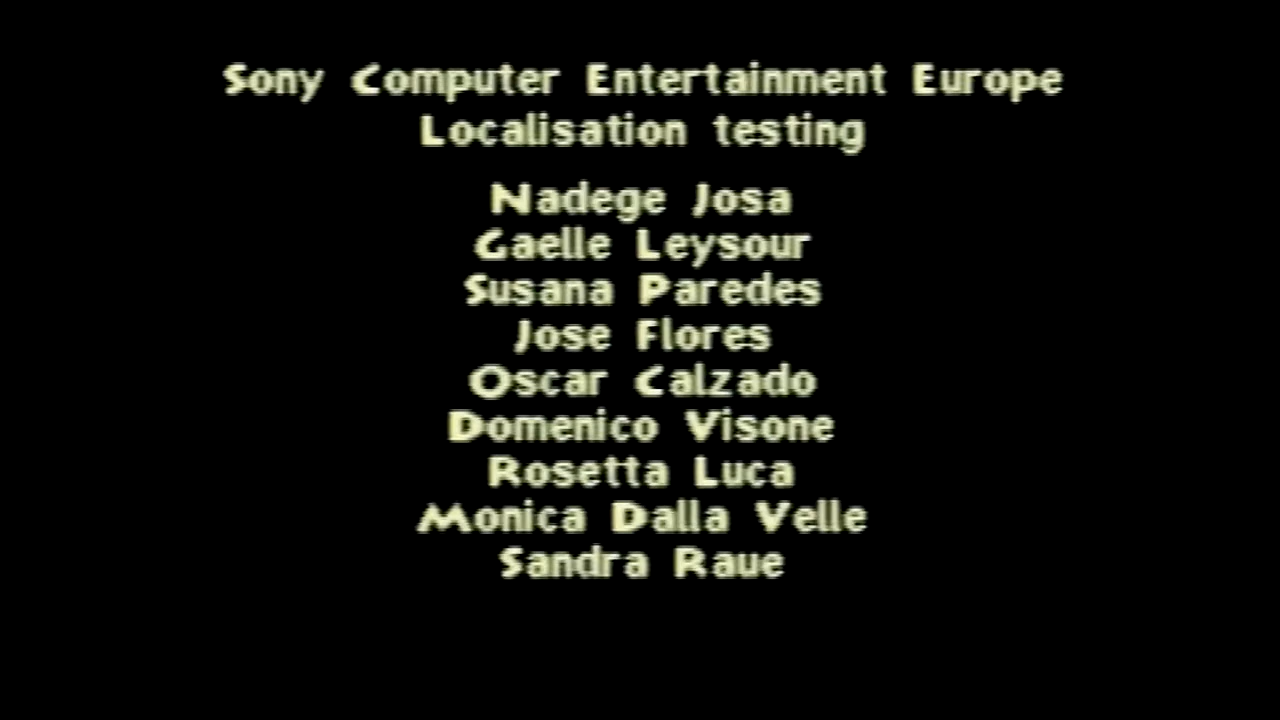 Sony Computer Entertainment Europe
Localisation testing
Nadege Josa
Gaelle Leysour
Susana Paredes
Jose Flores
Oscar Calzado
Domenico Visone
Rosetta Luca
Monica Dalla Velle
Sandra Raue